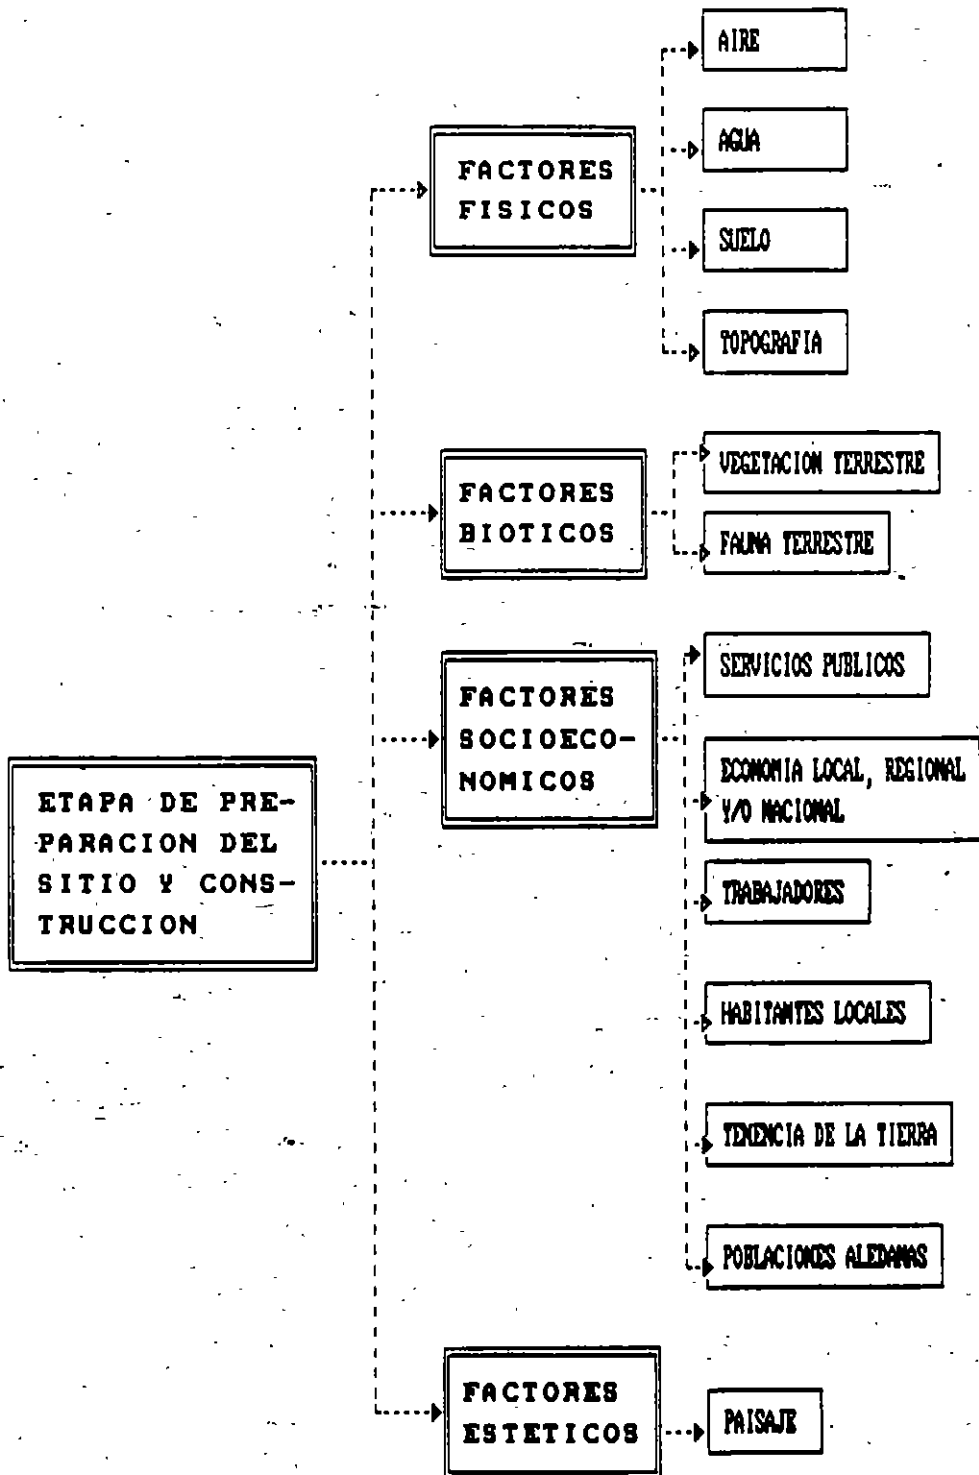 AIRE
AGUA
FACTORES
FISICOS
SUELO
TOPOGRAFIA
VEGETACION TERRESTRE
FACTORES
BIOTICOS
FAUNA TERRESTRE
SERVICIOS PUBLICOS
FACTORES
SOCIOECO-
NOMICOS
ECONOMIA LOCAL, REGIONAL
Y/O NACIONAL
ETAPA DE PRE-
PARACION DEL
SITIO Y CONS-
TRUCCION
TRABAJADORES
HABITANTES LOCALES
TENENCIA DE LA TIERRA
POBLACIONES ALEDANAS
FACTORES
ESTETICOS
PAISAJE